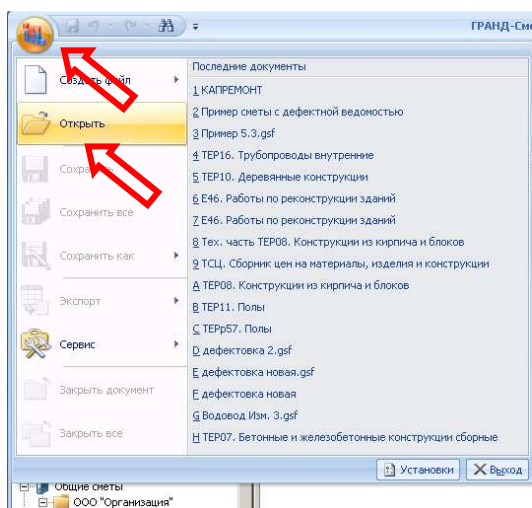 ГРАНД-См
Создать файл
Открыть
Сохра
Сохранить все
Сохранить как
Экспорт
Сервис
Закрыть документ
Закрыть все
Последние документы
1 КАПРЕМОНТ
2 Пример сметы с дефектной ведомостью
3 Пример 5.3.gsf
4 ТЕР16. Трубопроводы внутренние
5 ТЕР10. Деревянные конструкции
6 Е46. Работы по реконструкции зданий
7 Е46. Работы по реконструкции зданий
8 Тех. часть ТЕР08. Конструкции из кирпича и блоков
9 ТСЦ. Сборник цен на материалы, изделия и конструкции
A ТЕР08. Конструкции из кирпича и блоков
B ТЕР11. Полы
C ТЕРр57. Полы
D дефектовка 2.gsf
E дефектовка новая.gsf
F дефектовка новая
G Водовод Изм. 3.gsf
H ТЕР07. Бетонные и железобетонные конструкции сборные
Установки
Выход
Общие сметы
ООО "Организация"